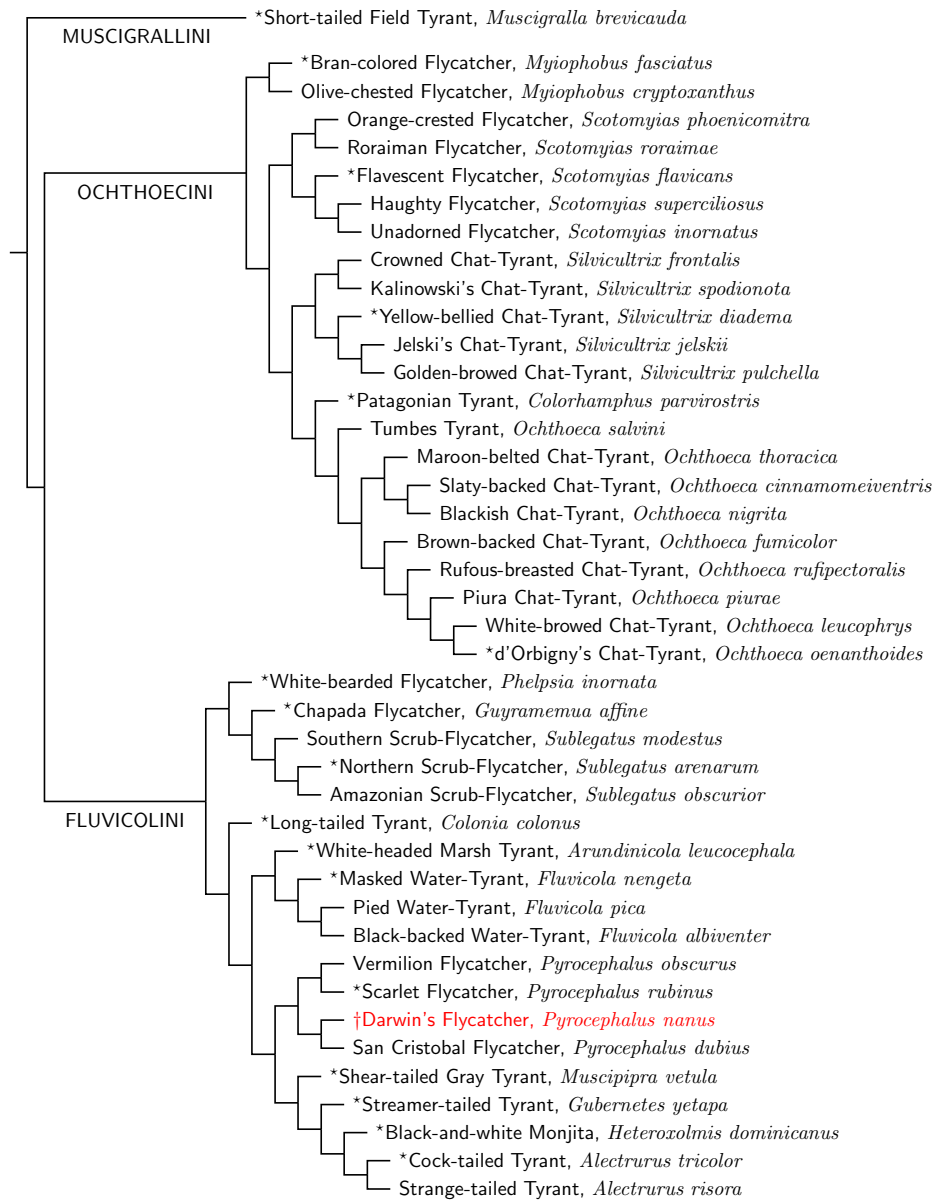 *Short-tailed Field Tyrant, Muscigralla brevicauda
MUSCIGRALLINI
*Bran-colored Flycatcher, Myiophobus fasciatus
Olive-chested Flycatcher, Myiophobus cryptoxanthus
Orange-crested Flycatcher, Scotomyias phoenicomitra
Roraiman Flycatcher, Scotomyias roraimae
*Flavescent Flycatcher, Scotomyias flavicans
OCHTHOECINI
Haughty Flycatcher, Scotomyias superciliosus
Unadorned Flycatcher, Scotomyias inornatus
Crowned Chat-Tyrant, Silvicultrix frontalis
Kalinowski's Chat-Tyrant, Silvicultrix spodionota
*Yellow-bellied Chat-Tyrant, Silvicultrix diadema
Jelski's Chat-Tyrant, Silvicultrix jelskii
Golden-browed Chat-Tyrant, Silvicultrix pulchella
*Patagonian Tyrant, Colorhamphus parvirostris
Tumbes Tyrant, Ochthoeca salvini
Maroon-belted Chat-Tyrant, Ochthoeca thoracica
Slaty-backed Chat-Tyrant, Ochthoeca cinnamomeiventris
Blackish Chat-Tyrant, Ochthoeca nigrita
Brown-backed Chat-Tyrant, Ochthoeca fumicolor
Rufous-breasted Chat-Tyrant, Ochthoeca rufipectoralis
Piura Chat-Tyrant, Ochthoeca piurae
White-browed Chat-Tyrant, Ochthoeca leucophrys
*d'Orbigny's Chat-Tyrant, Ochthoeca oenanthoides
*White-bearded Flycatcher, Phelpsia inornata
*Chapada Flycatcher, Guyramemua affine
Southern Scrub-Flycatcher, Sublegatus modestus
*Northern Scrub-Flycatcher, Sublegatus arenarum
Amazonian Scrub-Flycatcher, Sublegatus obscurior
FLUVICOLINI
*Long-tailed Tyrant, Colonia colonus
*White-headed Marsh Tyrant, Arundinicola leucocephala
*Masked Water-Tyrant, Fluvicola nengeta
Pied Water-Tyrant, Fluvicola pica
Black-backed Water-Tyrant, Fluvicola albiventer
Vermilion Flycatcher, Pyrocephalus obscurus
*Scarlet Flycatcher, Pyrocephalus rubinus
†Darwin's Flycatcher, Pyrocephalus nanus
San Cristobal Flycatcher, Pyrocephalus dubius
*Shear-tailed Gray Tyrant, Muscipipra vetula
*Streamer-tailed Tyrant, Gubernetes yetapa
*Black-and-white Monjita, Heteroxolmis dominicanus
*Cock-tailed Tyrant, Alectrurus tricolor
Strange-tailed Tyrant, Alectrurus risora